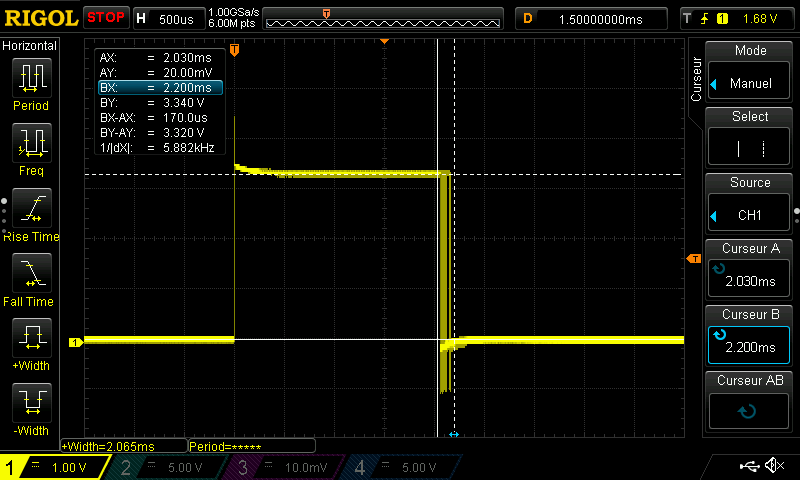 RIGOL STOP H 500us 1.00GSa/s 6.00M pts D 1.50000000ms T 1 1.68 V
Horizontal
Period
Freq
Rise Time
Fall Time
+Width
-Width
T
AX: = 2.030ms
AY: = 20.00mV
BX: = 2.200ms
BY: = 3.340 V
BX-AX: = 170.0us
BY-AY: = 3.320 V
1/|dX|: = 5.882kHz
1
T
+Width=2.065ms Period=*****
Curseur
Mode
Manuel
Select
Source
CH1
Curseur A
2.030ms
Curseur B
2.200ms
Curseur AB
1 = 1.00 V 2 = 5.00 V 3 = 10.0mV 4 = 5.00 V